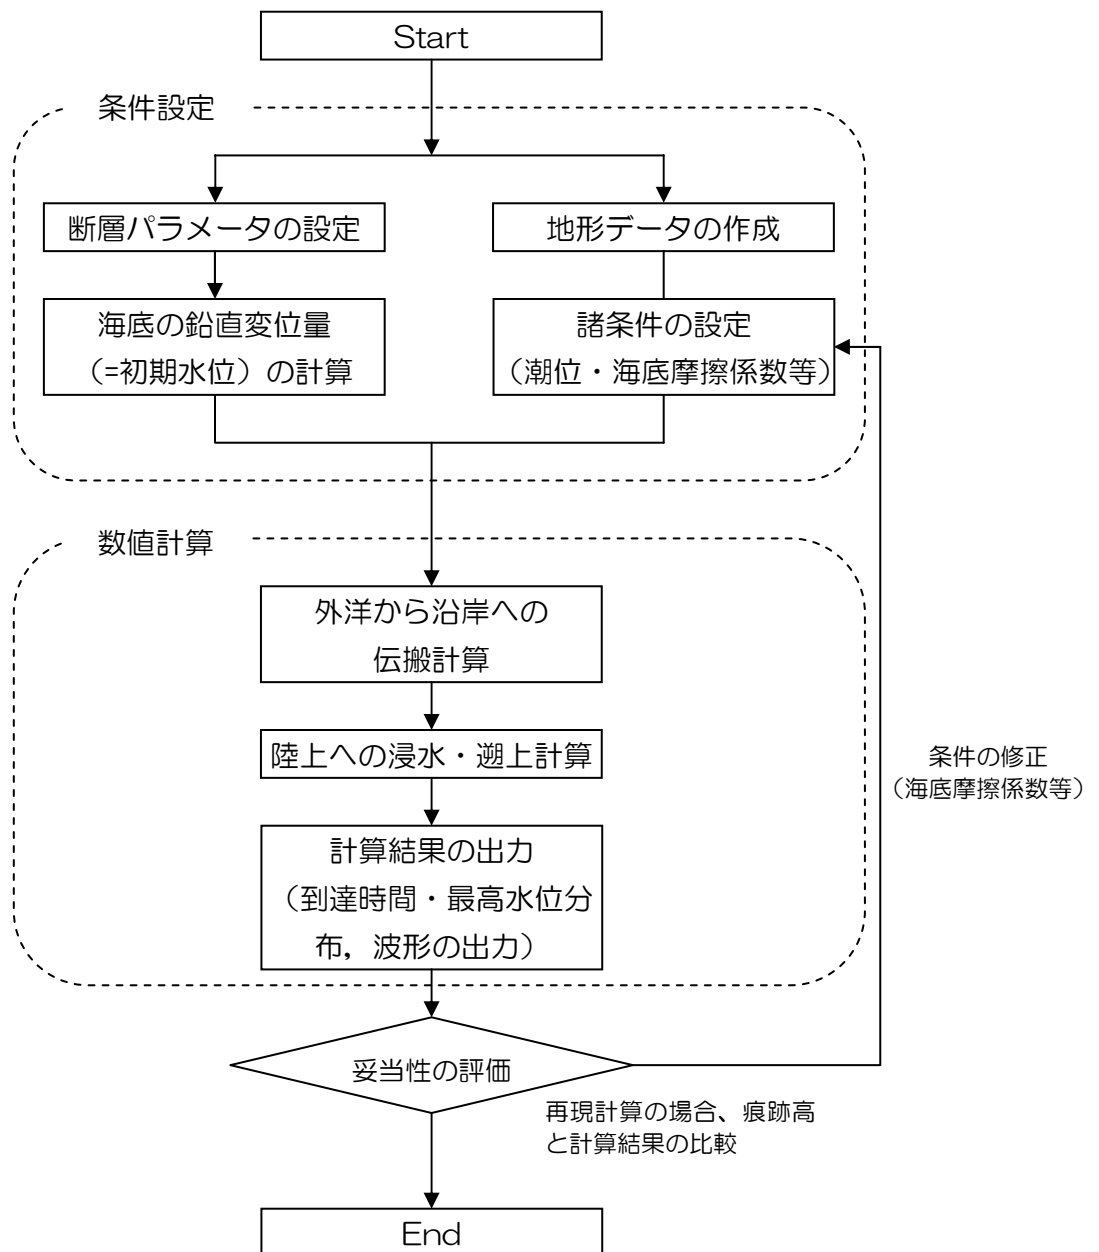 Start
条件設定
断層パラメータの設定
地形データの作成
海底の鉛直変位量
（=初期水位）の計算
諸条件の設定
（潮位・海底摩擦係数等）
数値計算
外洋から沿岸への
伝搬計算
陸上への浸水・遡上計算
計算結果の出力
（到達時間・最高水位分
布，波形の出力）
条件の修正
（海底摩擦係数等）
妥当性の評価
再現計算の場合、痕跡高
と計算結果の比較
End